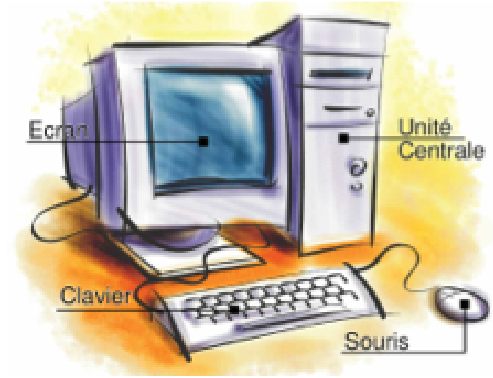 Ecran
Unité
Centrale
Clavier
Souris